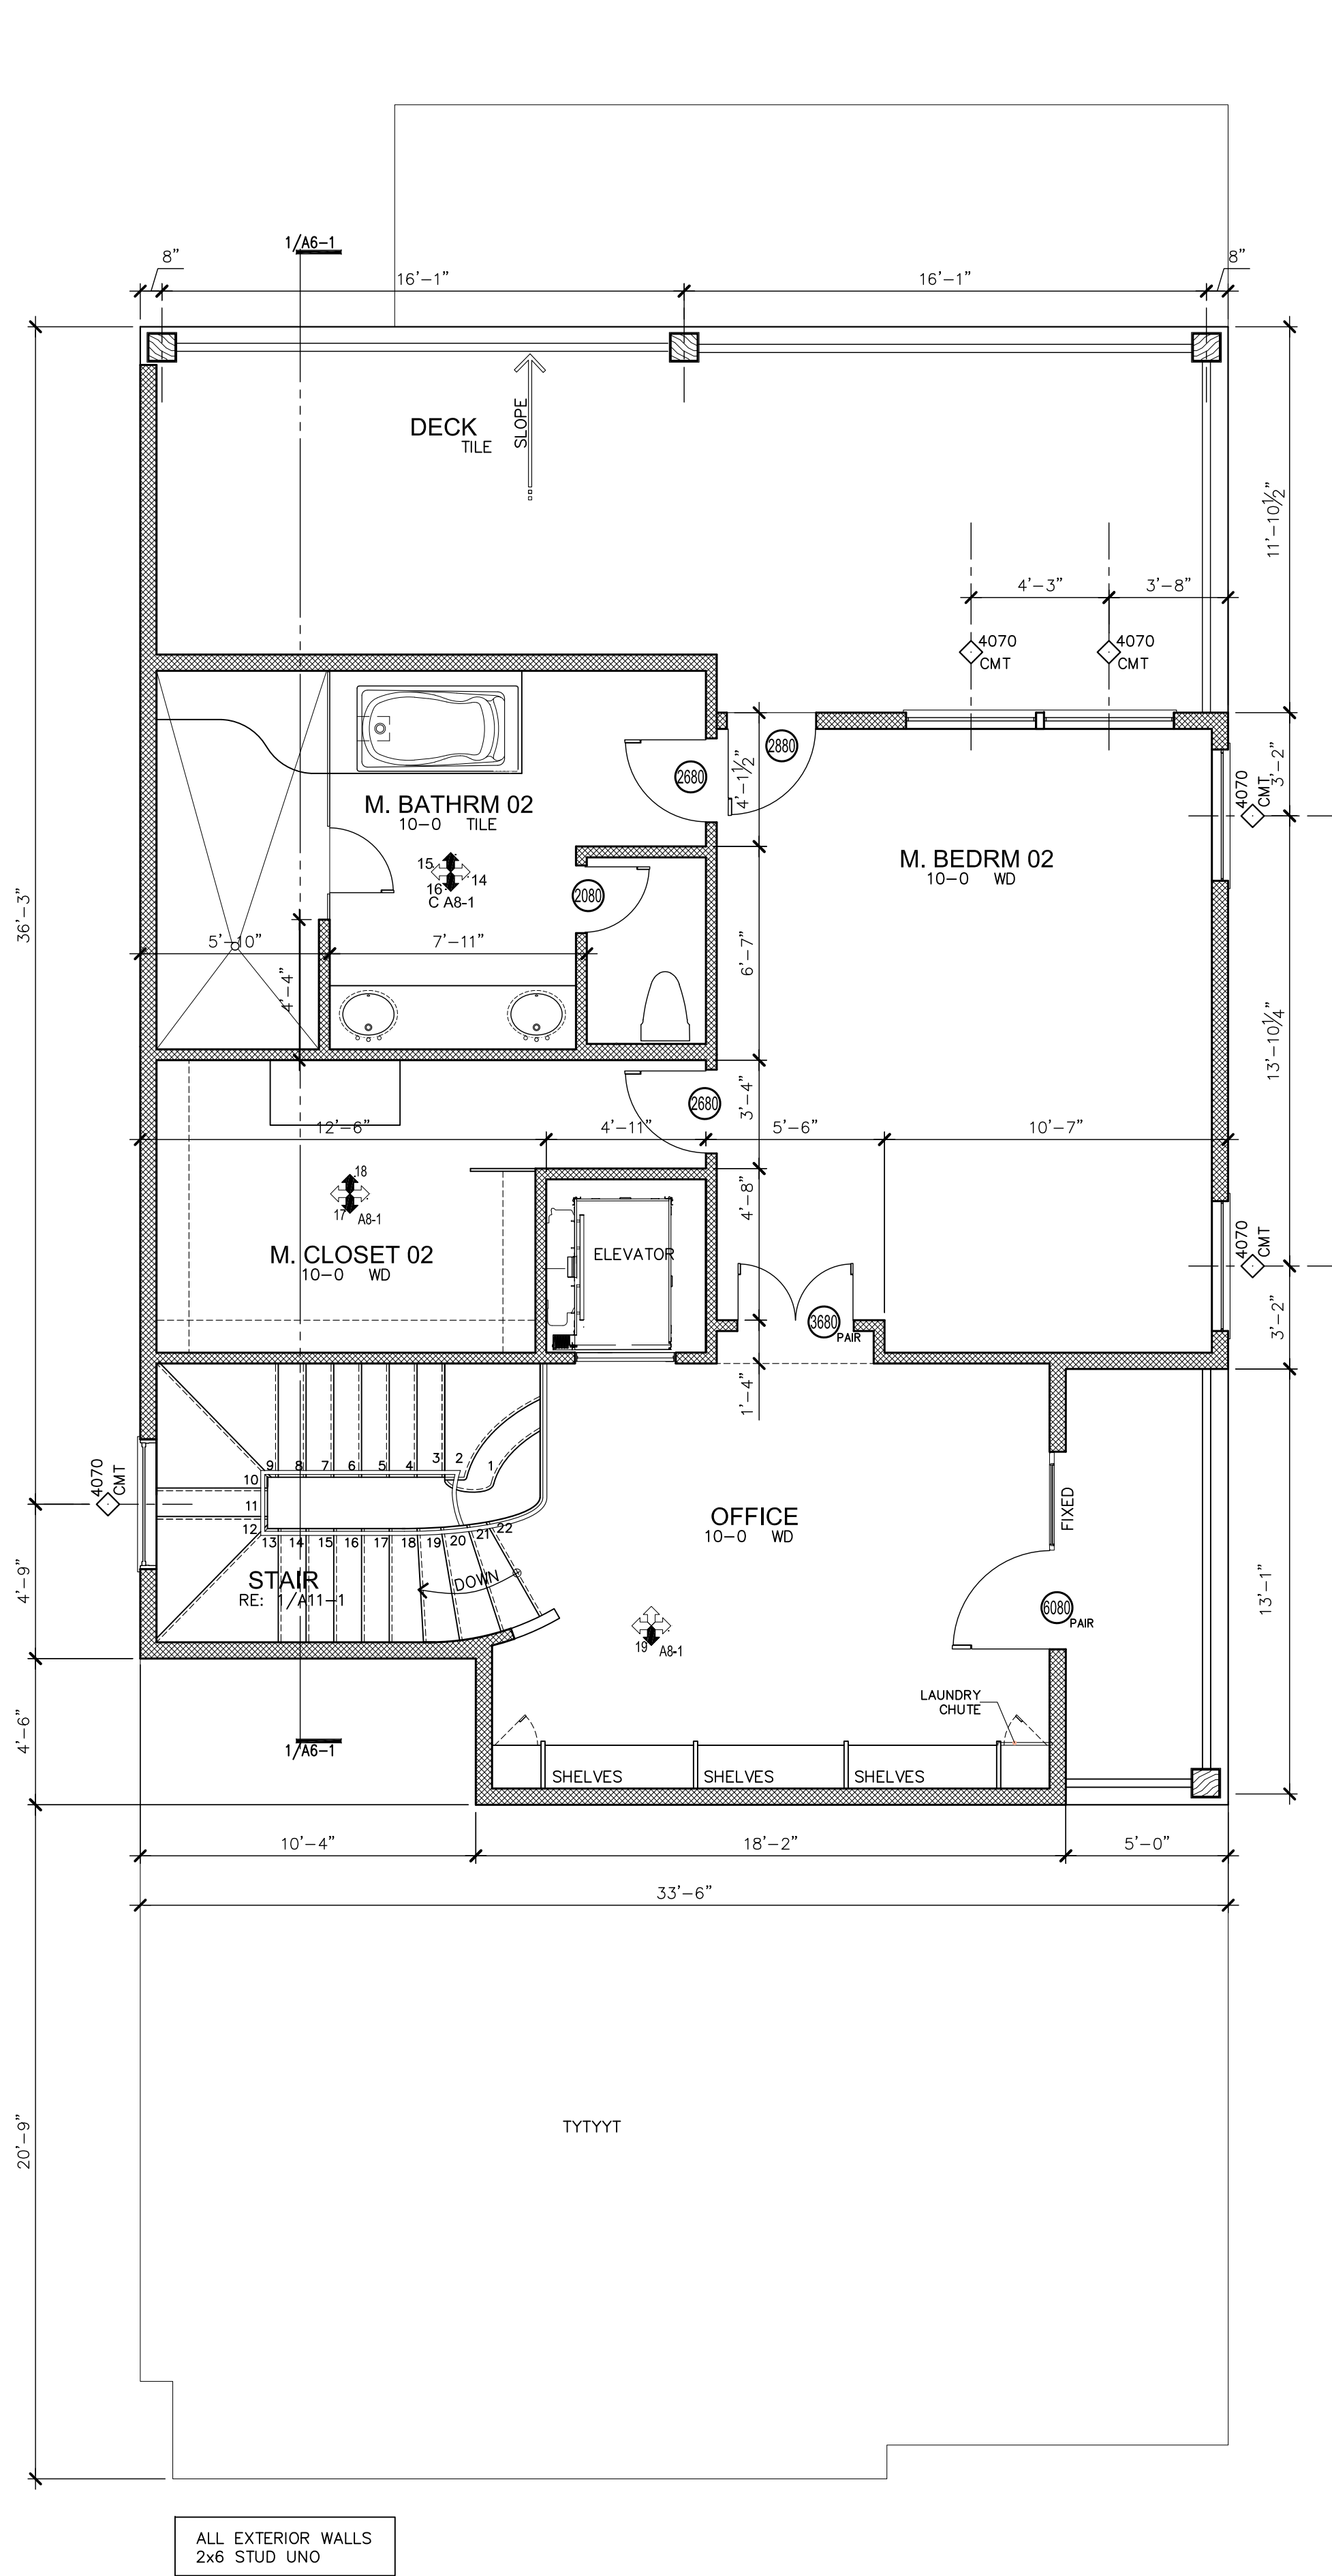 1/A6-1
8"
16'-1"
16'-1"
8"
DECK
TILE
SLOPE
11'-10½"
4'-3"
3'-8"
4070
CMT
4070
CMT
2880
2680
4'-1½"
4070
CMT
3'-2"
M. BATHRM 02
10-0 TILE
15
14
16
C A8-1
2080
M. BEDRM 02
10-0 WD
36'-3"
5'-10"
7'-11"
6'-7"
4'-4"
13'-10¼"
2680
3'-4"
12'-6"
4'-11"
5'-6"
10'-7"
18
17
A8-1
4'-8"
M. CLOSET 02
10-0 WD
ELEVATOR
4070
CMT
3680
PAIR
3'-2"
1'-4"
9
8
7
6
5
4
3
2
1
10
11
12
13
14
15
16
17
18
19
20
21
22
4070
CMT
OFFICE
10-0 WD
FIXED
STAIR
RE: 1/A11-1
DOWN
4'-9"
13'-1"
6080
PAIR
19
A8-1
LAUNDRY
CHUTE
4'-6"
1/A6-1
SHELVES
SHELVES
SHELVES
10'-4"
18'-2"
5'-0"
33'-6"
20'-9"
TYTYYT
ALL EXTERIOR WALLS
2x6 STUD UNO